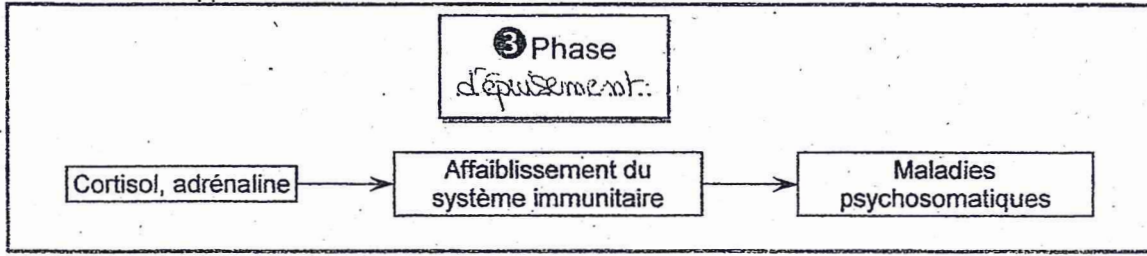 ❸ Phase
d'épuisement..
Cortisol, adrénaline
Affaiblissement du
système immunitaire
Maladies
psychosomatiques